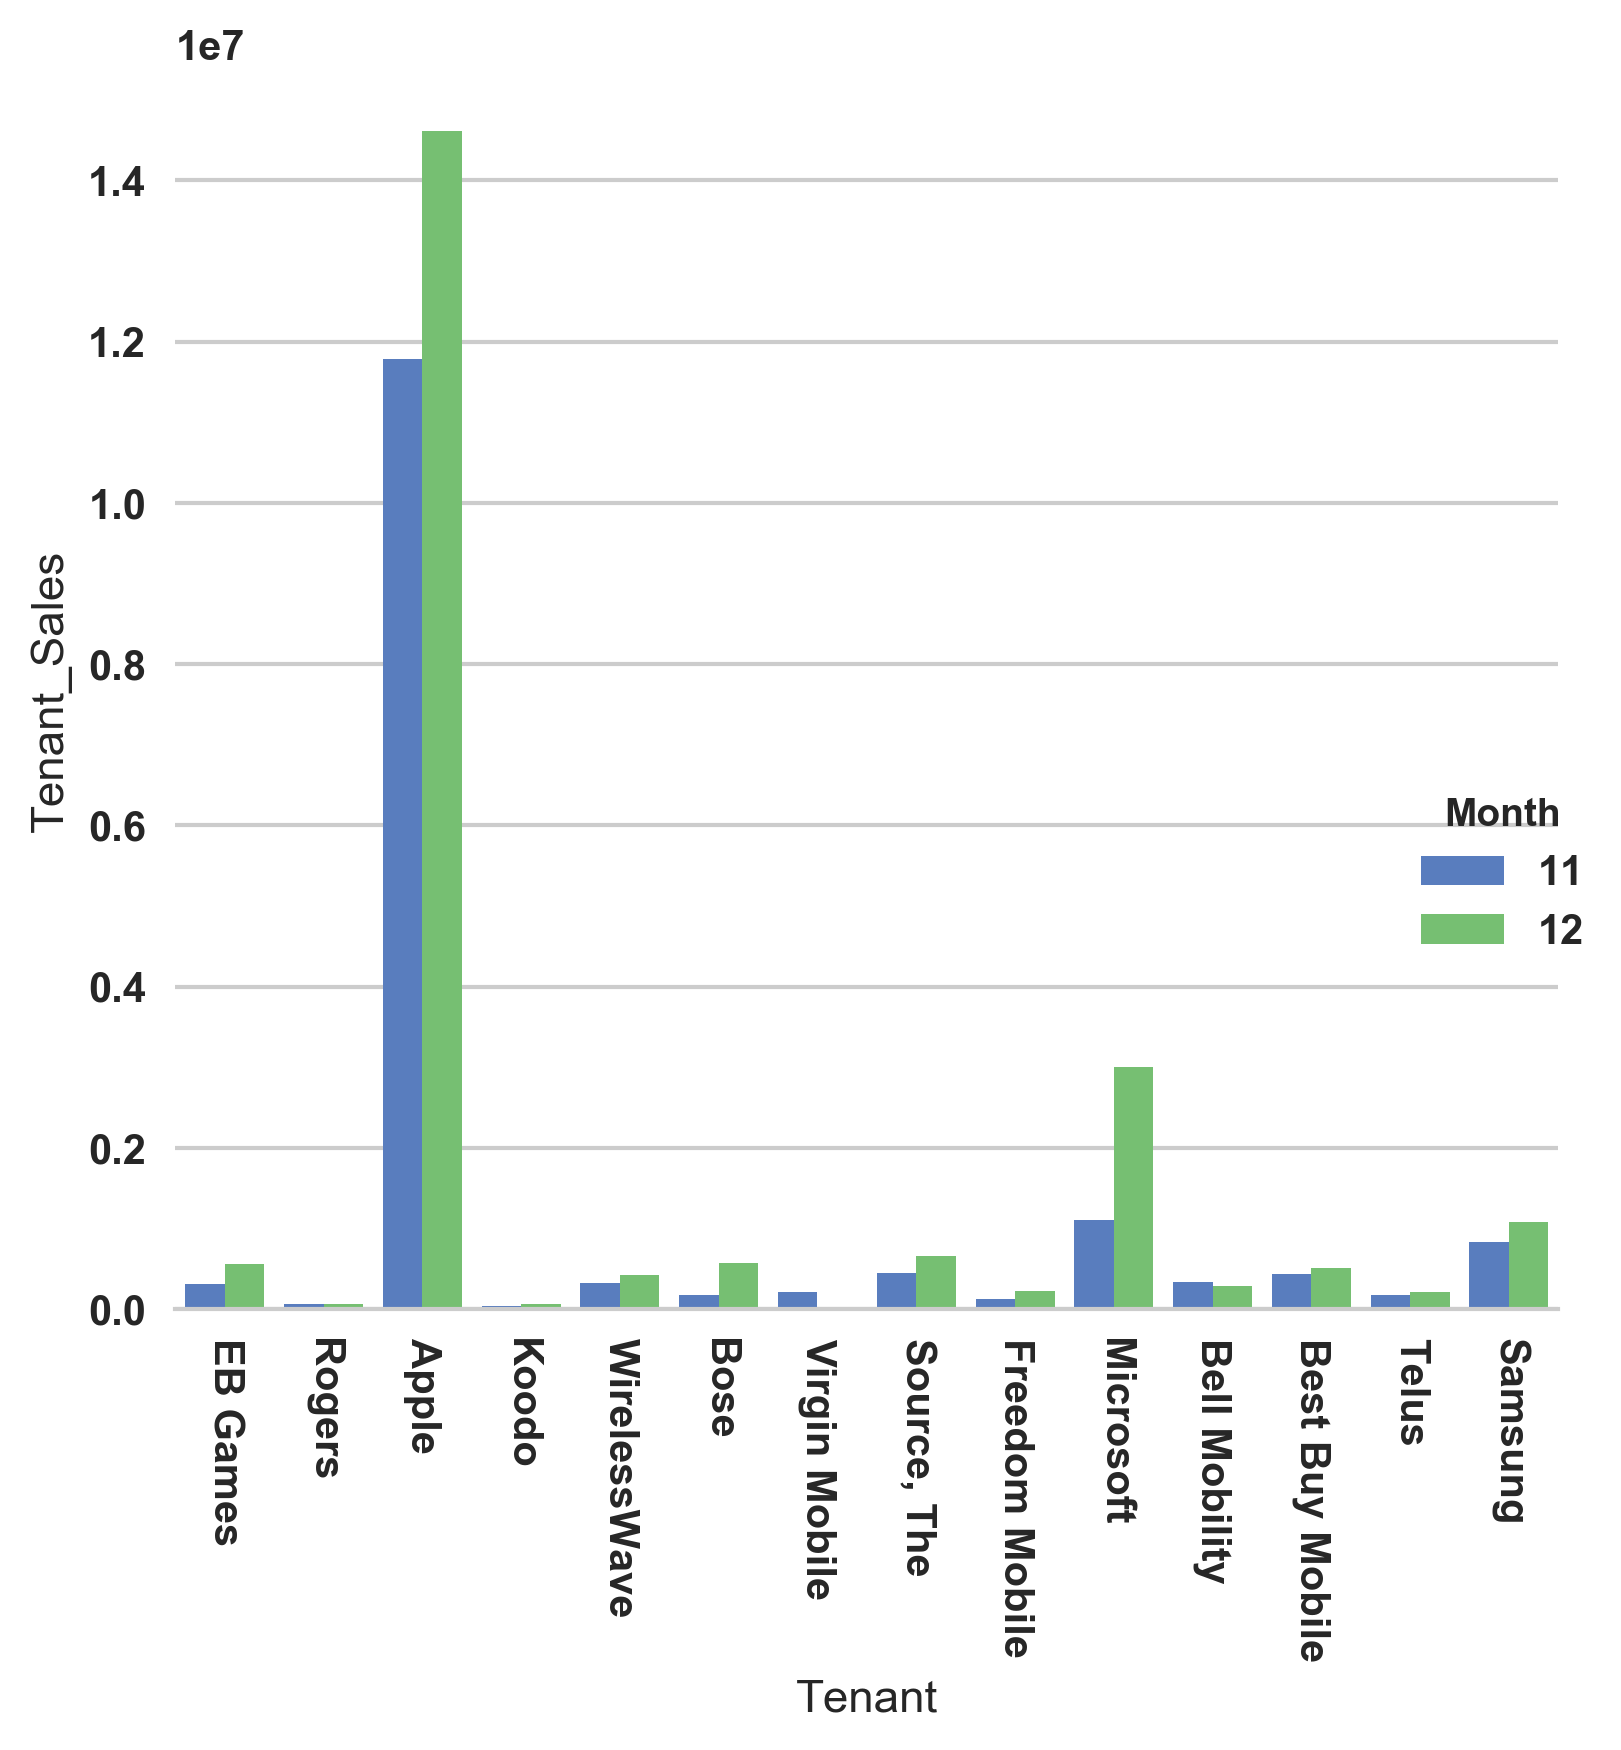 1e7
1.4
1.2
1.0
0.8
0.6
0.4
0.2
0.0
Tenant_Sales
Month
11
12
EB Games
Rogers
Apple
Koodo
WirelessWave
Bose
Virgin Mobile
Source, The
Freedom Mobile
Microsoft
Bell Mobility
Best Buy Mobile
Telus
Samsung
Tenant